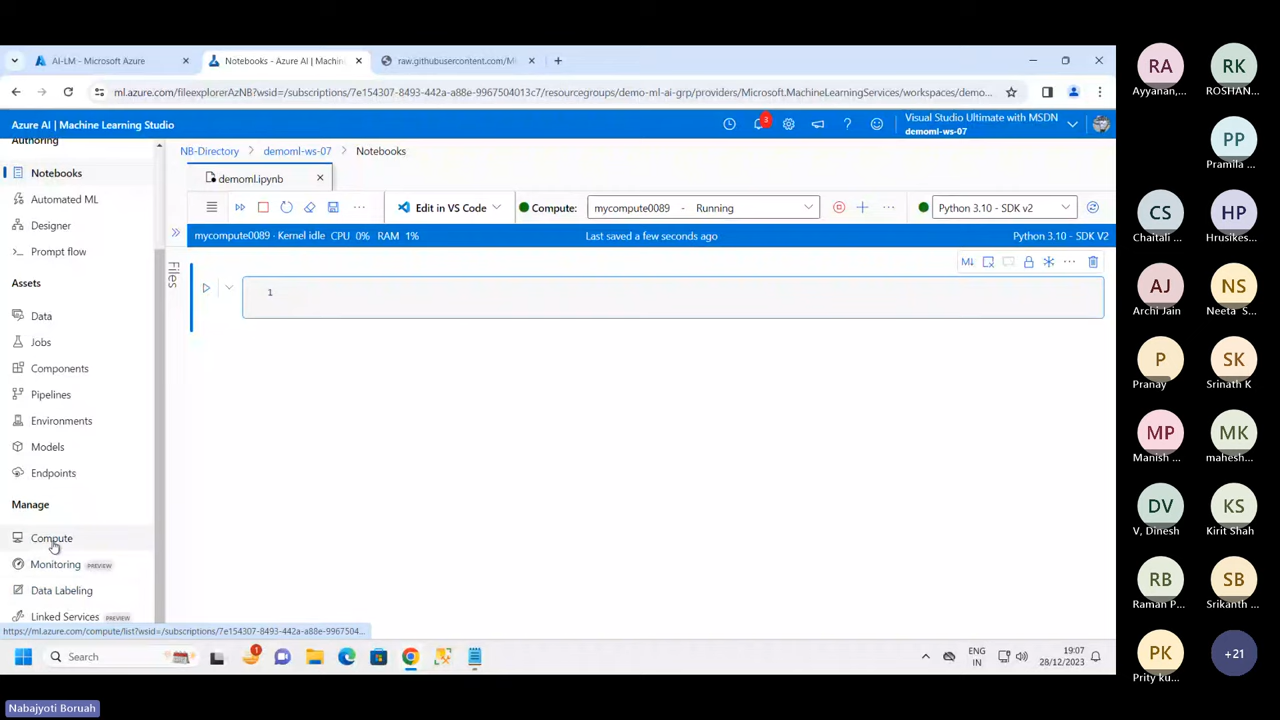 AI-LM - Microsoft Azure
Notebooks - Azure AI | Machin
raw.githubusercontent.com/Mi
ml.azure.com/fileexplorerAzNB?wsid=/subscriptions/7e154307-8493-442a-a88e-9967504013c7/resourcegroups/demo-ml-ai-grp/providers/Microsoft.MachineLearningServices/workspaces/demo...
Azure AI | Machine Learning Studio
3
Visual Studio Ultimate with MSDN
demoml-ws-07
Authoring
Notebooks
Automated ML
Designer
Prompt flow
Assets
Data
Jobs
Components
Pipelines
Environments
Models
Endpoints
Manage
Compute
Monitoring PREVIEW
Data Labeling
Linked Services PREVIEW
https://ml.azure.com/compute/list?wsid=/subscriptions/7e154307-8493-442a-a88e-9967504...
NB-Directory > demoml-ws-07 > Notebooks
demoml.ipynb
Edit in VS Code
Compute:
mycompute0089 - Running
Python 3.10 - SDK v2
mycompute0089 · Kernel idle CPU 0% RAM 1%
Last saved a few seconds ago
Python 3.10 - SDK V2
Files
M↓
1
Search
1
ENG
IN
19:07
28/12/2023
RA
Ayyanan,...
RK
ROSHAN...
PP
Pramila ...
CS
Chaitali ...
HP
Hrusikes...
AJ
Archi Jain
NS
Neeta S...
P
Pranay
SK
Srinath K
MP
Manish ...
MK
mahesh...
DV
V, Dinesh
KS
Kirit Shah
RB
Raman P...
SB
Srikanth ...
PK
Prity ku...
+21
Nabajyoti Boruah